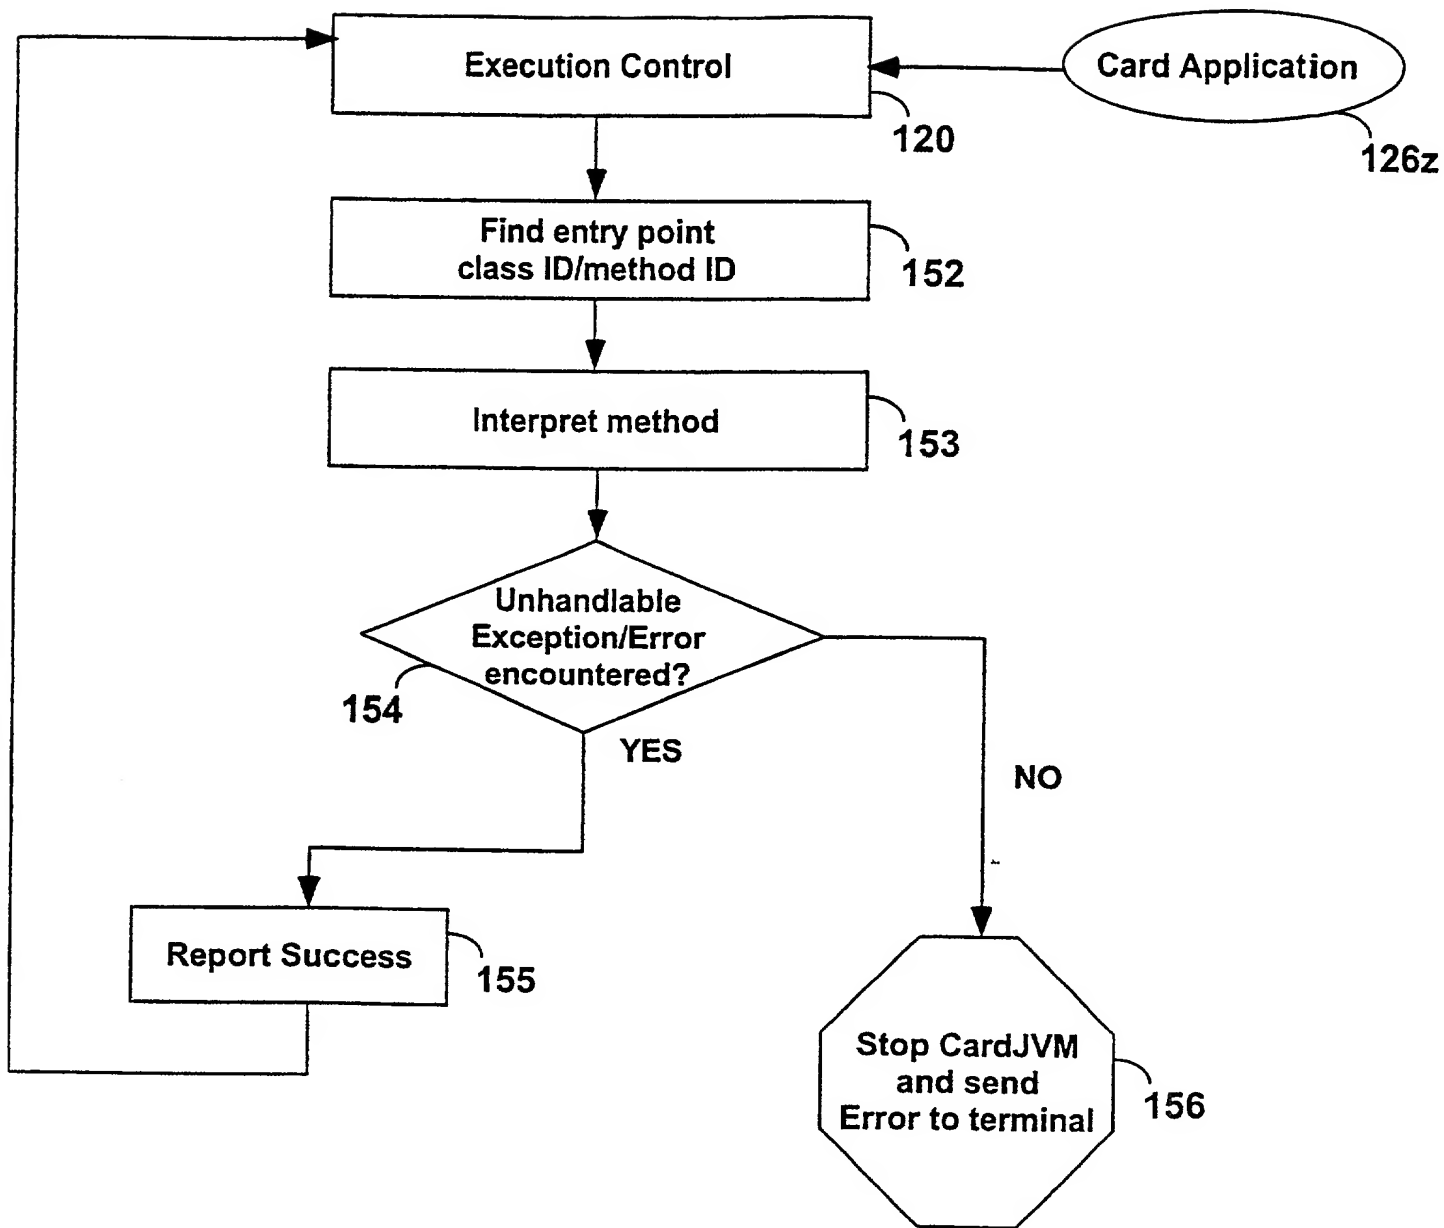 Execution Control
Card Application
120
126z
Find entry point
class ID/method ID
152
Interpret method
153
Unhandlable
Exception/Error
encountered?
154
YES
NO
Report Success
155
Stop CardJVM
and send
Error to terminal
156